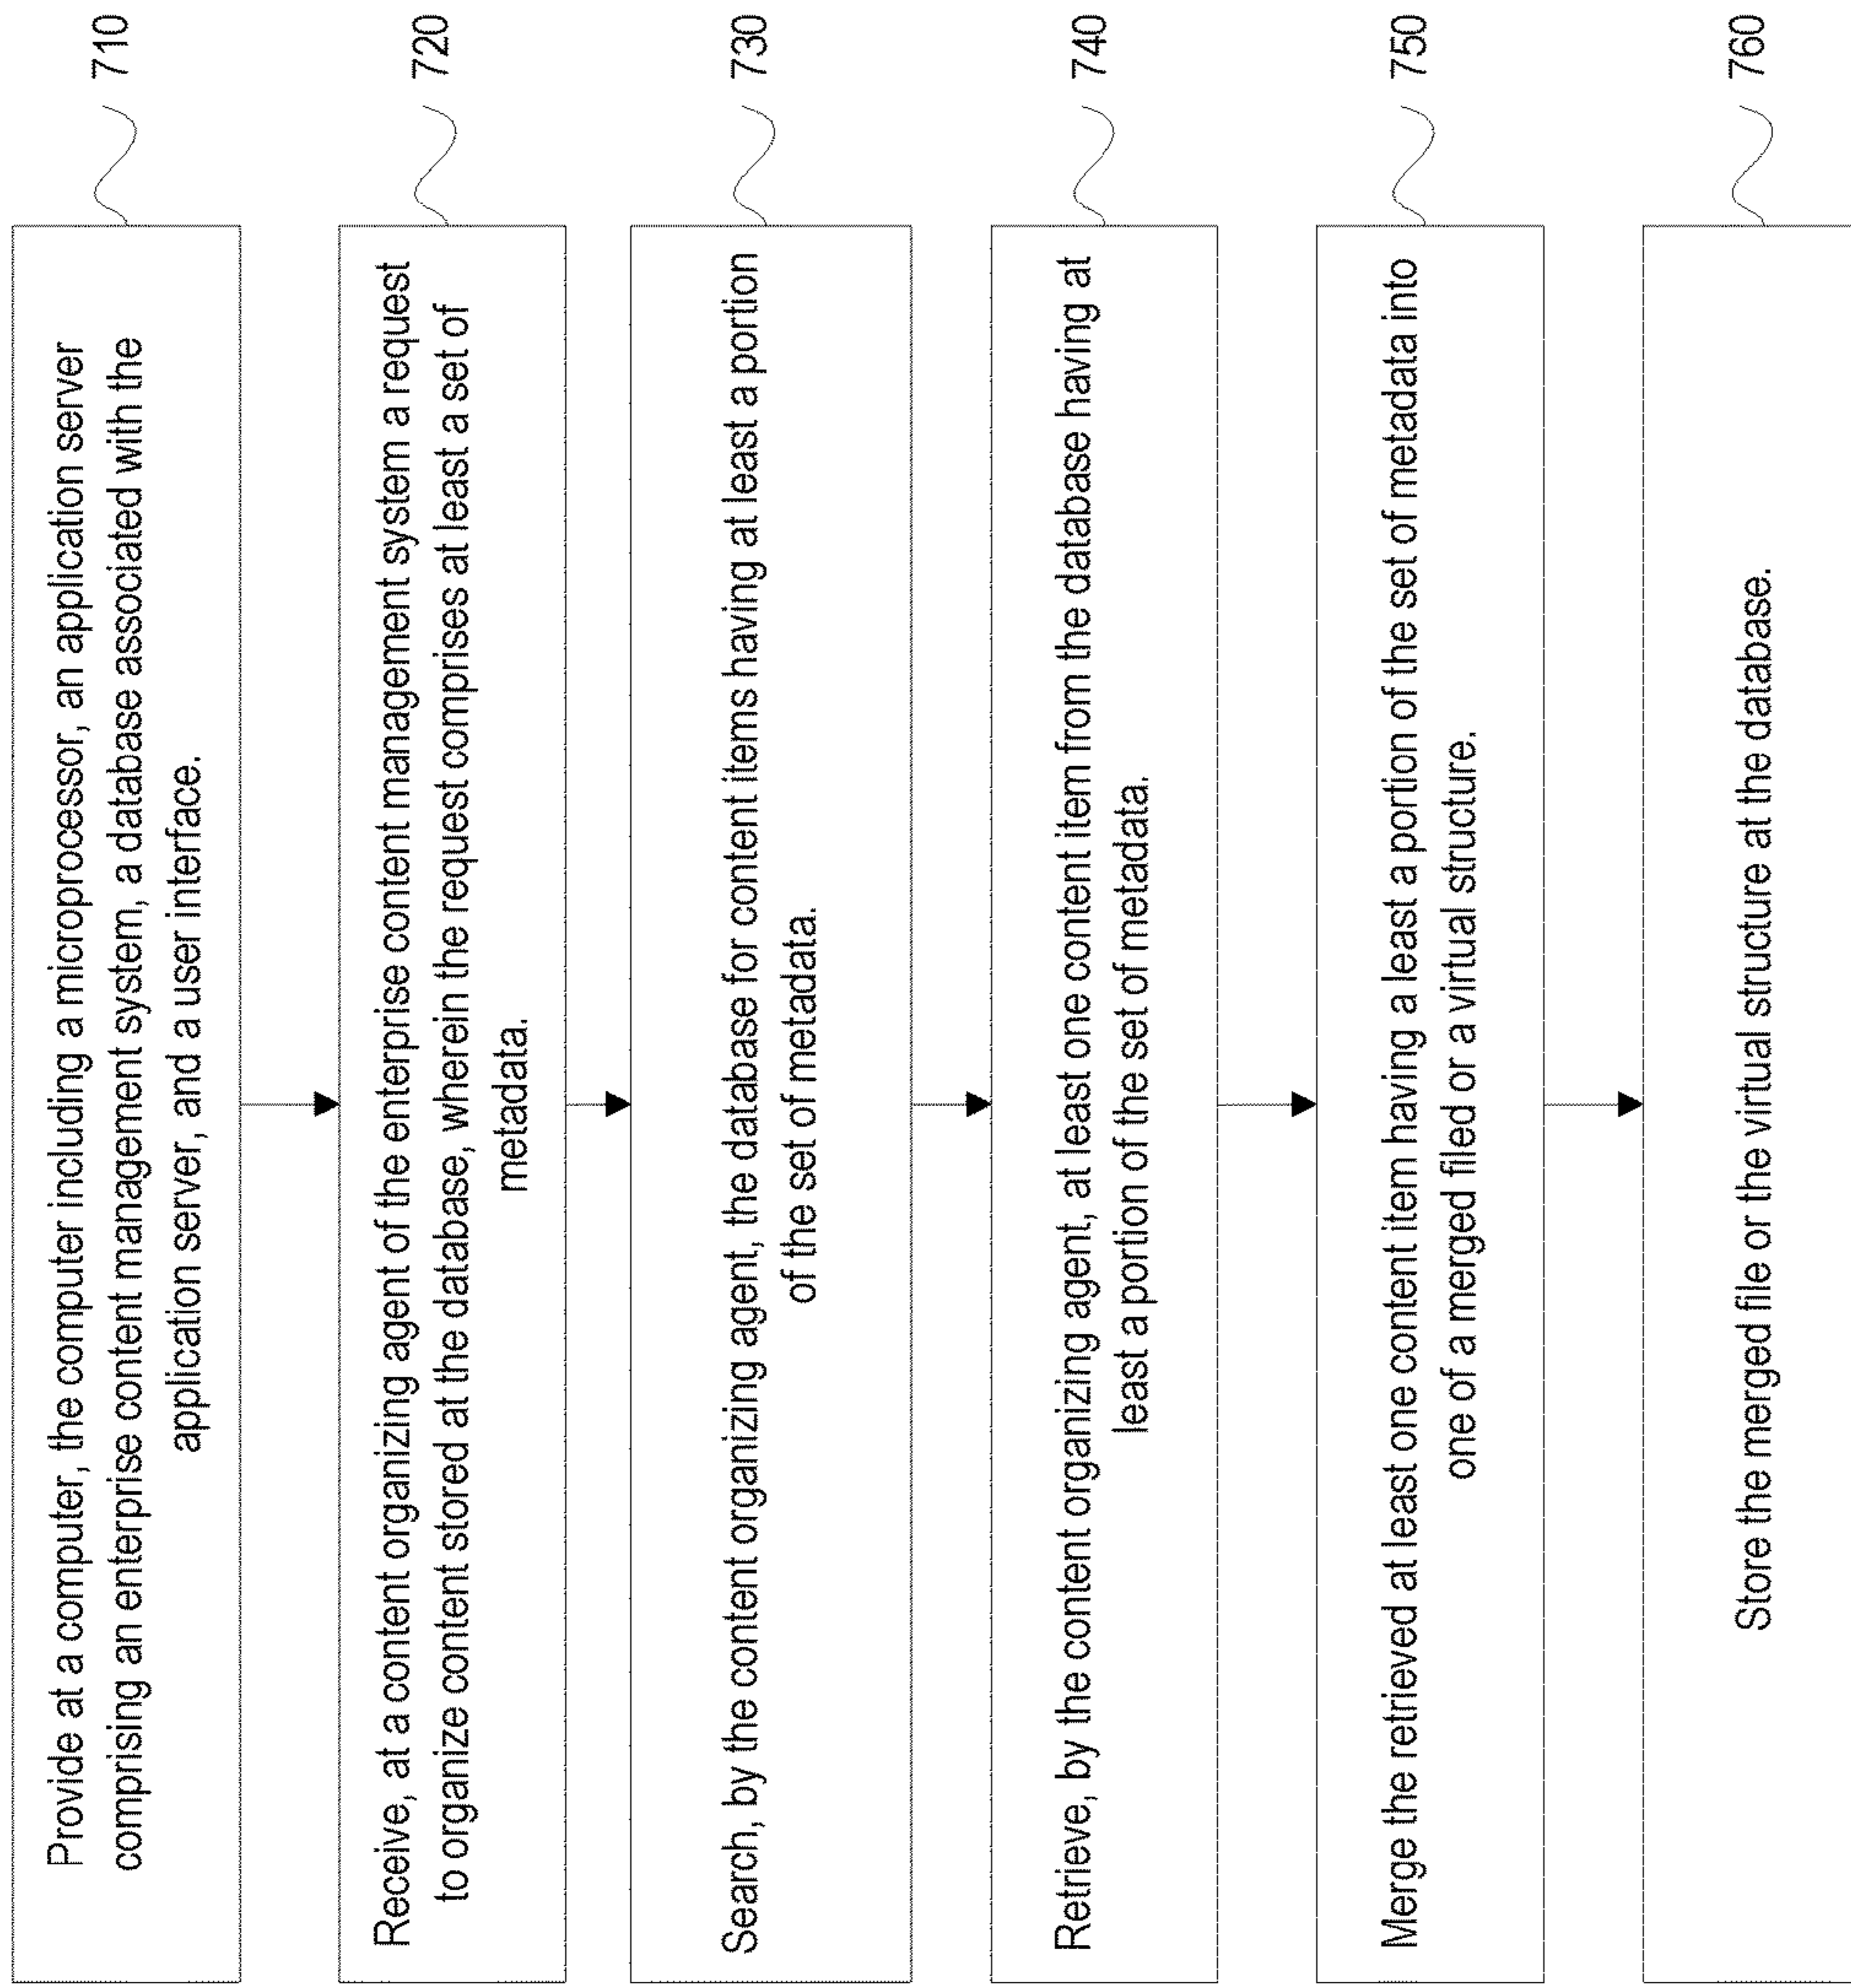 Provide at a computer, the computer including a microprocessor, an application server
comprising an enterprise content management system, a database associated with the
application server, and a user interface.
710
Receive, at a content organizing agent of the enterprise content management system a request
to organize content stored at the database, wherein the request comprises at least a set of
metadata.
720
Search, by the content organizing agent, the database for content items having at least a portion
of the set of metadata.
730
Retrieve, by the content organizing agent, at least one content item from the database having at
least a portion of the set of metadata.
740
Merge the retrieved at least one content item having a least a portion of the set of metadata into
one of a merged filed or a virtual structure.
750
Store the merged file or the virtual structure at the database.
760